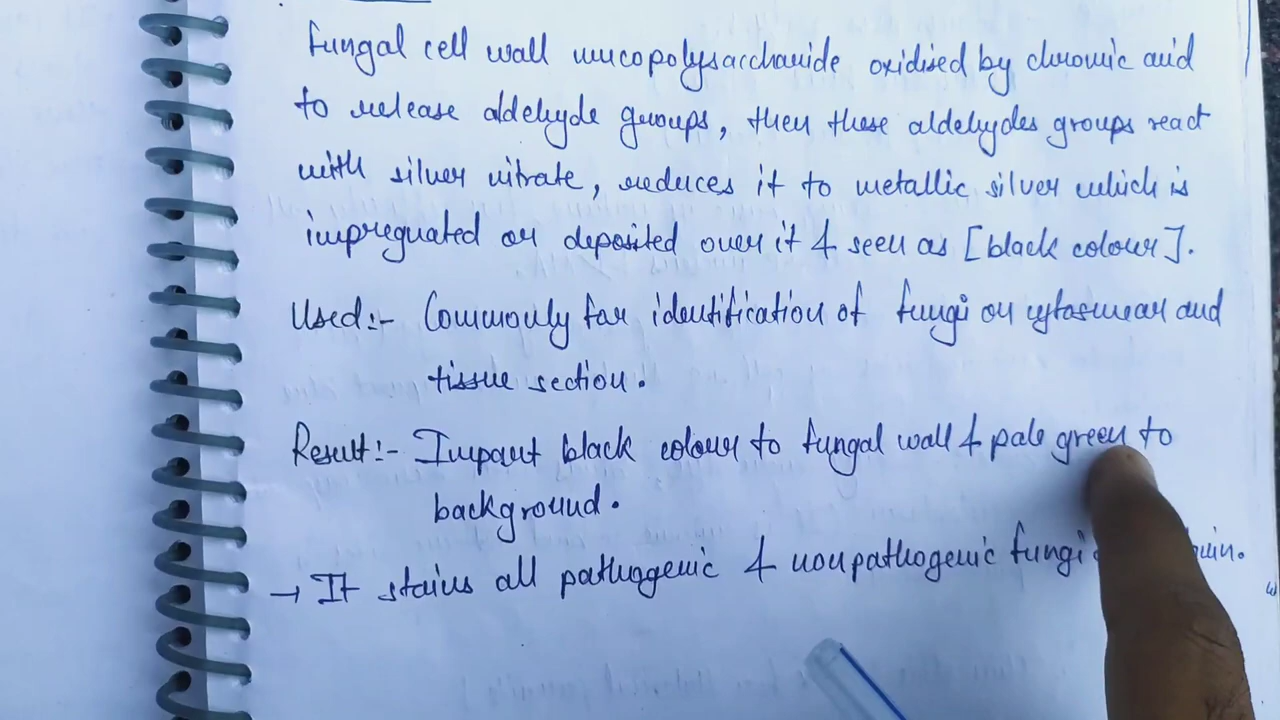 Fungal cell wall mucopolysaccharide oxidised by chromic acid
to release aldehyde groups, then these aldehydes groups react
with silver nitrate, reduces it to metallic silver which is
impregnated or deposited over it & seen as [black colour].
Used:- Commonly for identification of fungi on cytosmear and
tissue section.
Result:- Impart black colour to fungal wall & pale green to
background.
→ It stains all pathogenic & nonpathogenic fungi